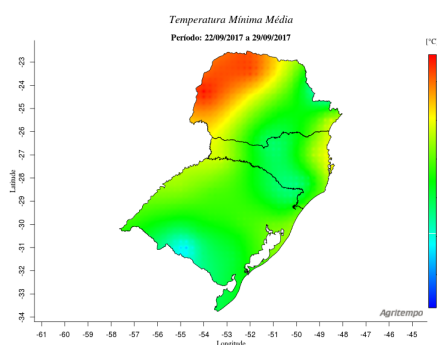 Temperatura Mínima Média
Período: 22/09/2017 a 29/09/2017
[°C
-23
-24
-25
-26
-27
-28
-29
-30
-31
-32
-33
-34
Latitude
Agritempo
-61 -60 -58 -57 -56 -55 -54 -53 -52 -51 -50 -49 -48 -47 -46 -45
Longitude